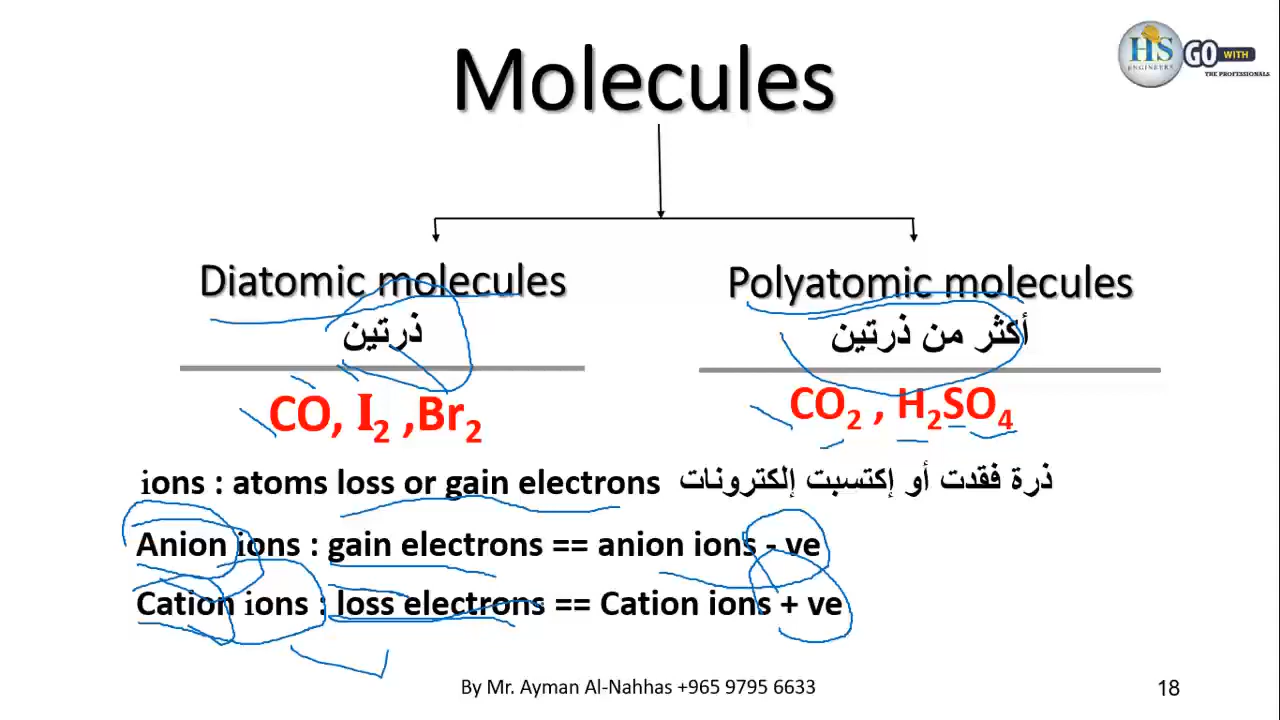 Molecules
HS
ENGINEERS
GO WITH
THE PROFESSIONALS
Diatomic molecules
ذرتين
CO, I₂ ,Br₂
Polyatomic molecules
أكثر من ذرتين
CO₂ , H₂SO₄
ions : atoms loss or gain electrons ذرة فقدت أو إكتسبت إلكترونات
Anion ions : gain electrons == anion ions - ve
Cation ions : loss electrons == Cation ions + ve
By Mr. Ayman Al-Nahhas +965 9795 6633
18